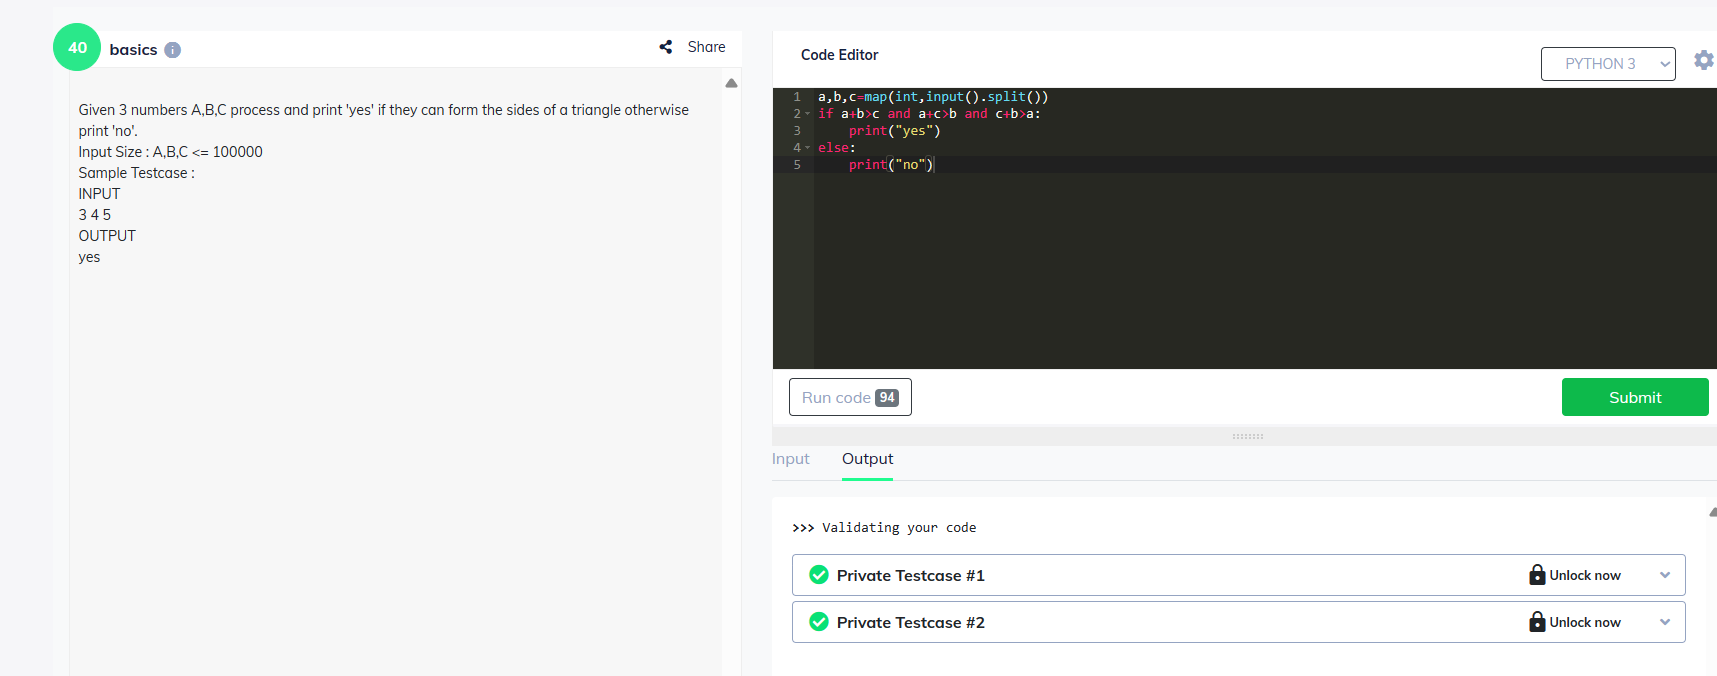 40
basics
Share
Given 3 numbers A,B,C process and print 'yes' if they can form the sides of a triangle otherwise
print 'no'.
Input Size : A,B,C <= 100000
Sample Testcase :
INPUT
3 4 5
OUTPUT
yes
Code Editor
PYTHON 3
1 a,b,c=map(int,input().split())
2 if a+b>c and a+c>b and c+b>a:
3     print("yes")
4 else:
5     print("no")
Run code 94
Submit
Input
Output
>>> Validating your code
Private Testcase #1
Unlock now
Private Testcase #2
Unlock now